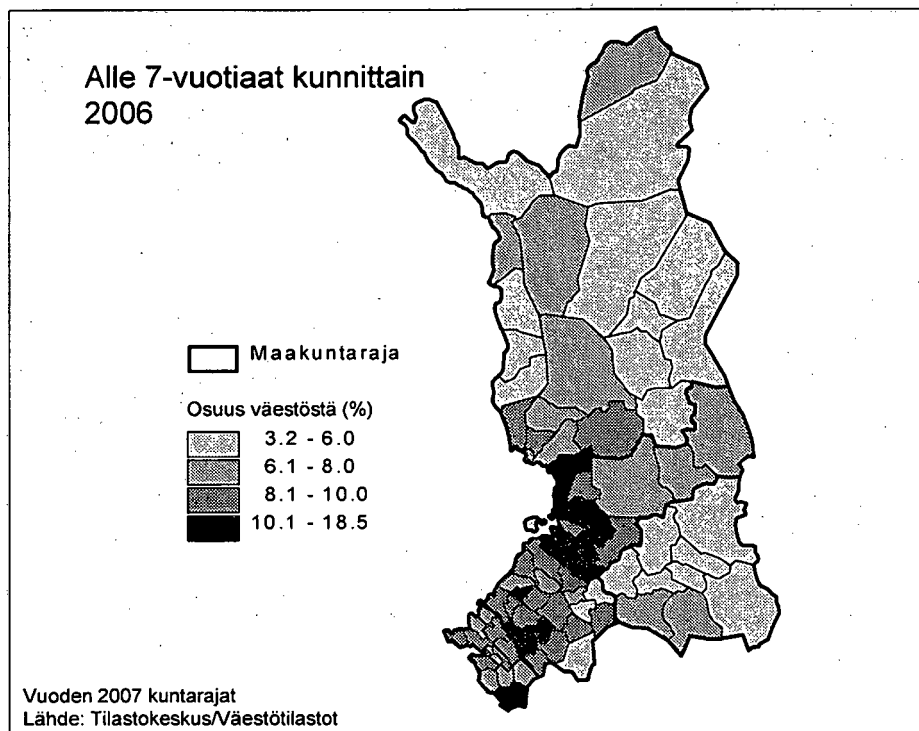 Alle 7-vuotiaat kunnittain
2006
Maakuntaraja
Osuus väestöstä (%)
3.2 - 6.0
6.1 - 8.0
8.1 - 10.0
10.1 - 18.5
Vuoden 2007 kuntarajat
Lähde: Tilastokeskus/Väestötilastot